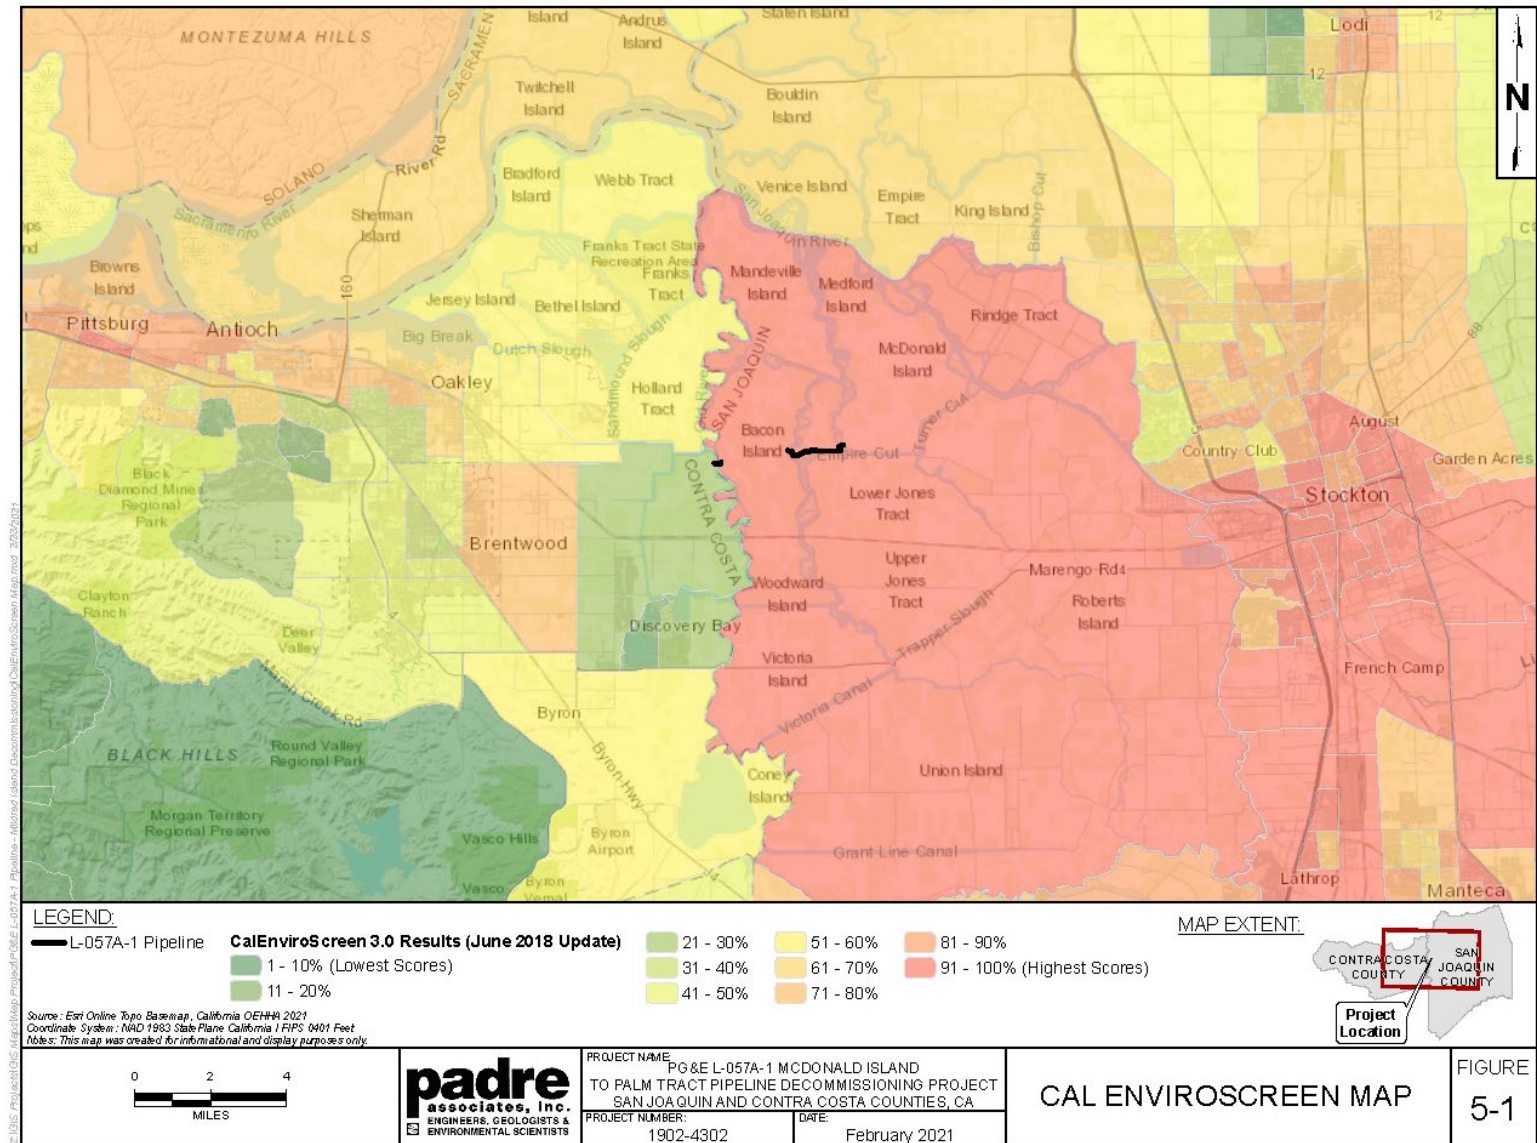 Island
Andrus
Island
Staten Island
12
Lodi
MONTEZUMA HILLS
SACRAMEN
Twitchell
Island
Bouldin
Island
12
N
River Rd
SOLANO
Bradford
Island
Webb Tract
Venice Island
Empire
Tract
King Island
Bishop Cut
San Joaquin River
Sacramento River
Sherman
Island
Franks Tract State
Recreation Area
Franks
Tract
Mandeville
Island
Medford
Island
Browns
Island
160
Jersey Island
Bethel Island
Rindge Tract
88
Pittsburg
Antioch
Big Break
Dutch Slough
Sandmound Slough
Old River
SAN JOAQUIN
McDonald
Island
Oakley
Holland
Tract
Turner Cut
August
Bacon
Island
Empire Cut
5
Country Club
Garden Acres
Black
Diamond Mines
Regional
Park
CONTRA COSTA
Lower Jones
Tract
Stockton
Brentwood
Upper
Jones
Tract
Marengo Rd4
Clayton
Ranch
Woodward
Island
Roberts
Island
4
Deer
Valley
Discovery Bay
Trapper Slough
Victoria
Island
French Camp
Marsh Creek Rd
Victoria Canal
Byron
BLACK HILLS
Round Valley
Regional Park
Byron Hwy
Coney
Island
Union Island
Morgan Territory
Regional Preserve
Vasco Hills
Byron
Airport
Grant Line Canal
Vasco
Byron
J4
Lathrop
Manteca
LEGEND:
L-057A-1 Pipeline
CalEnviroScreen 3.0 Results (June 2018 Update)
1 - 10% (Lowest Scores)
11 - 20%
21 - 30%
31 - 40%
41 - 50%
51 - 60%
61 - 70%
71 - 80%
81 - 90%
91 - 100% (Highest Scores)
MAP EXTENT:
CONTRA COSTA
COUNTY
SAN
JOAQUIN
COUNTY
Project
Location
Source: Esri Online Topo Basemap, California OEHHA 2021
Coordinate System: NAD 1983 StatePlane California I FIPS 0401 Feet
Notes: This map was created for informational and display purposes only.
0 2 4
MILES
padre
associates, Inc.
ENGINEERS, GEOLOGISTS &
ENVIRONMENTAL SCIENTISTS
PROJECT NAME:
PG&E L-057A-1 MCDONALD ISLAND
TO PALM TRACT PIPELINE DECOMMISSIONING PROJECT
SAN JOAQUIN AND CONTRA COSTA COUNTIES, CA
PROJECT NUMBER:
1902-4302
DATE:
February 2021
CAL ENVIROSCREEN MAP
FIGURE
5-1